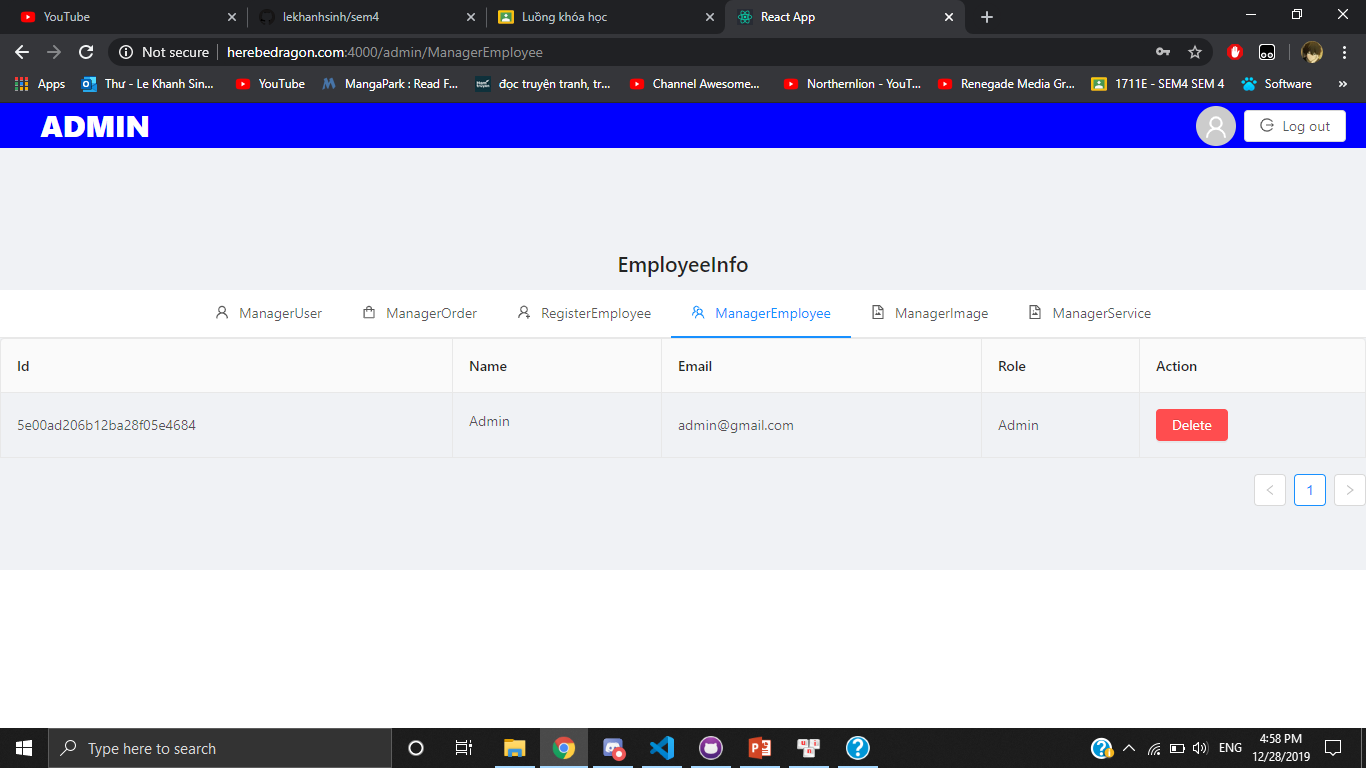 YouTube
lekhanhsinh/sem4
Luồng khóa học
React App
Not secure
herebedragon.com:4000/admin/ManagerEmployee
Apps
Thư - Le Khanh Sin...
YouTube
MangaPark : Read F...
đọc truyện tranh, tr...
Channel Awesome...
Northernlion - YouT...
Renegade Media Gr...
1711E - SEM4 SEM 4
Software
»
ADMIN
Log out
EmployeeInfo
ManagerUser
ManagerOrder
RegisterEmployee
ManagerEmployee
ManagerImage
ManagerService
Id
Name
Email
Role
Action
5e00ad206b12ba28f05e4684
Admin
admin@gmail.com
Admin
Delete
1
Type here to search
ENG
4:58 PM
12/28/2019